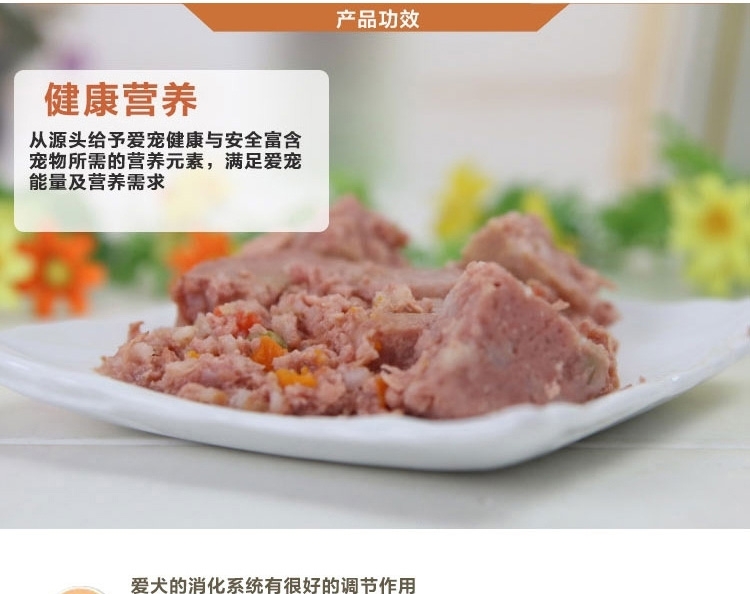 产品功效
健康营养
从源头给予爱宠健康与安全富含
宠物所需的营养元素，满足爱宠
能量及营养需求
爱犬的消化系统有很好的调节作用